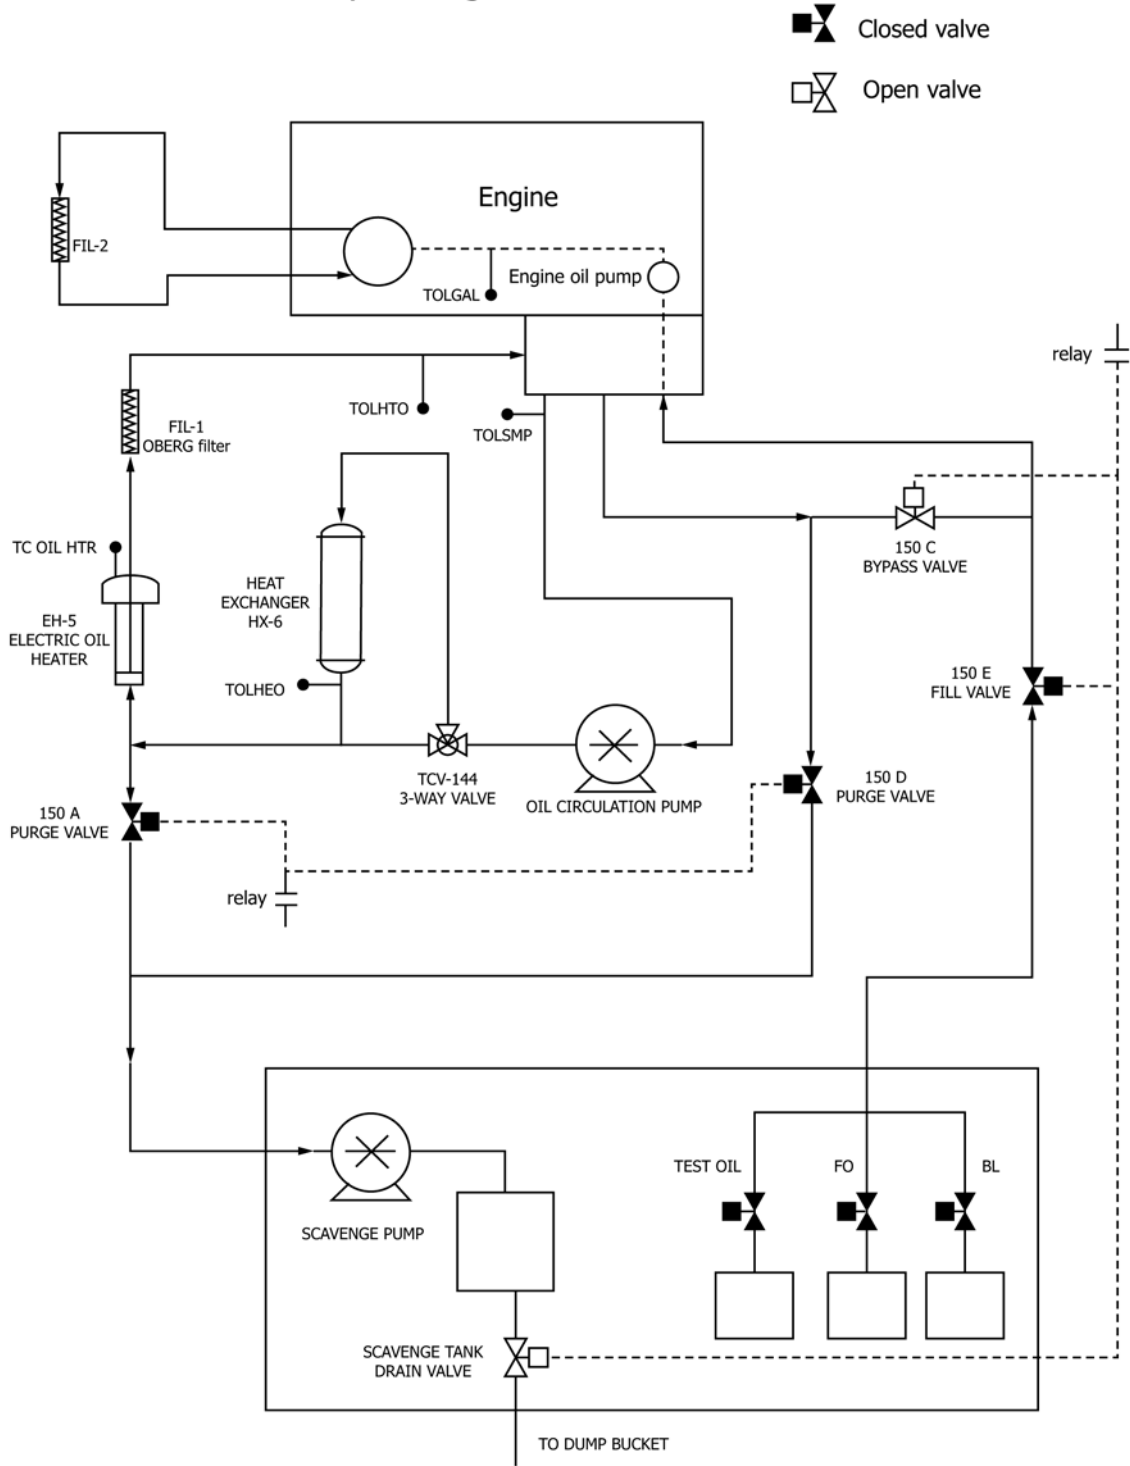 Closed valve
Open valve
Engine
FIL-2
Engine oil pump
TOLGAL
relay
TOLHTO
TOLSMP
FIL-1
OBERG filter
TC OIL HTR
150 C
BYPASS VALVE
HEAT
EXCHANGER
HX-6
EH-5
ELECTRIC OIL
HEATER
TOLHEO
150 E
FILL VALVE
TCV-144
3-WAY VALVE
OIL CIRCULATION PUMP
150 D
PURGE VALVE
150 A
PURGE VALVE
relay
TEST OIL
FO
BL
SCAVENGE PUMP
SCAVENGE TANK
DRAIN VALVE
TO DUMP BUCKET